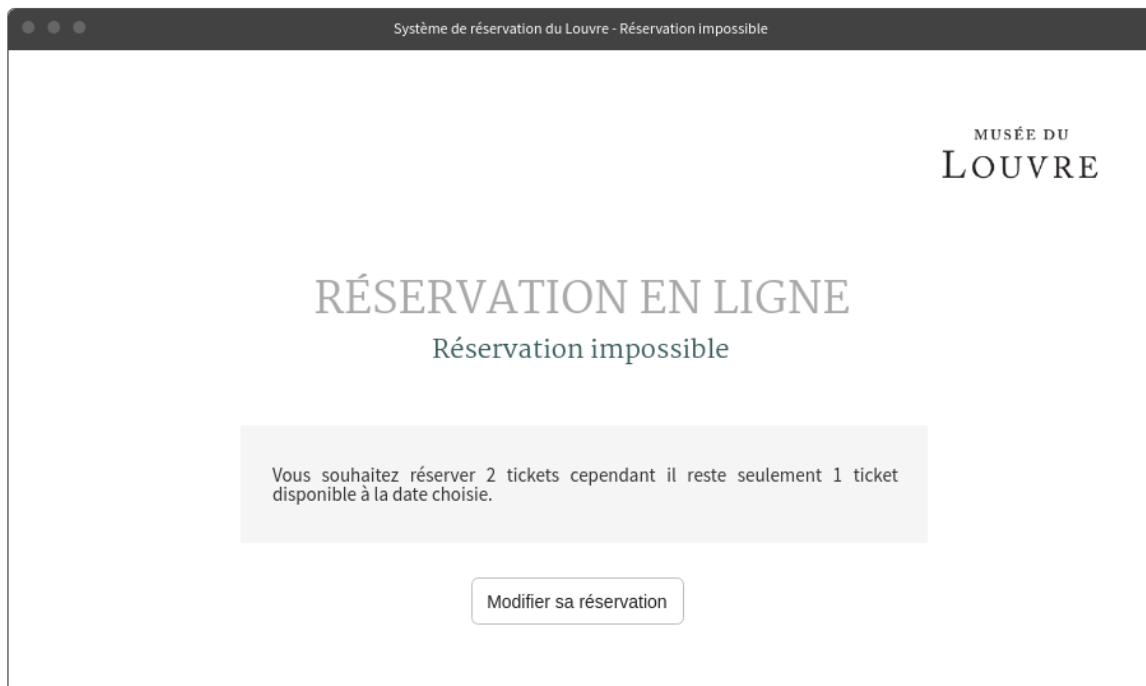 Système de réservation du Louvre - Réservation impossible
MUSÉE DU
LOUVRE
RÉSERVATION EN LIGNE
Réservation impossible
Vous souhaitez réserver 2 tickets cependant il reste seulement 1 ticket
disponible à la date choisie.
Modifier sa réservation